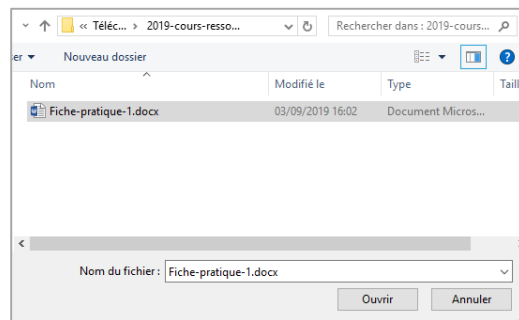 « Téléc... > 2019-cours-resso... Rechercher dans : 2019-cours...
er Nouveau dossier
Nom Modifié le Type Taill
Fiche-pratique-1.docx 03/09/2019 16:02 Document Micros...
Nom du fichier : Fiche-pratique-1.docx
Ouvrir Annuler